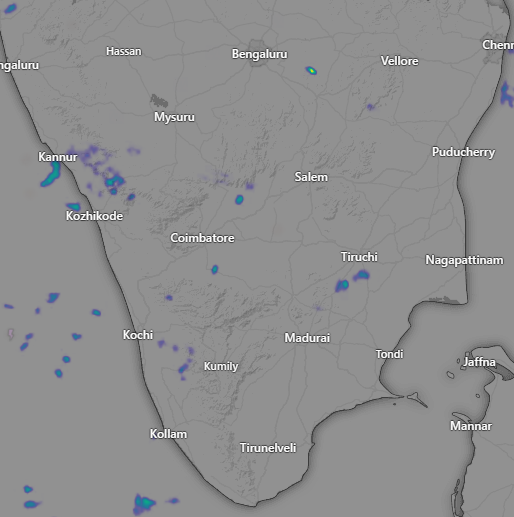 Hassan
Bengaluru
Chenn
ngaluru
Vellore
Mysuru
Kannur
Puducherry
Salem
Kozhikode
Coimbatore
Tiruchi
Nagapattinam
Kochi
Madurai
Tondi
Kumily
Jaffna
Mannar
Kollam
Tirunelveli